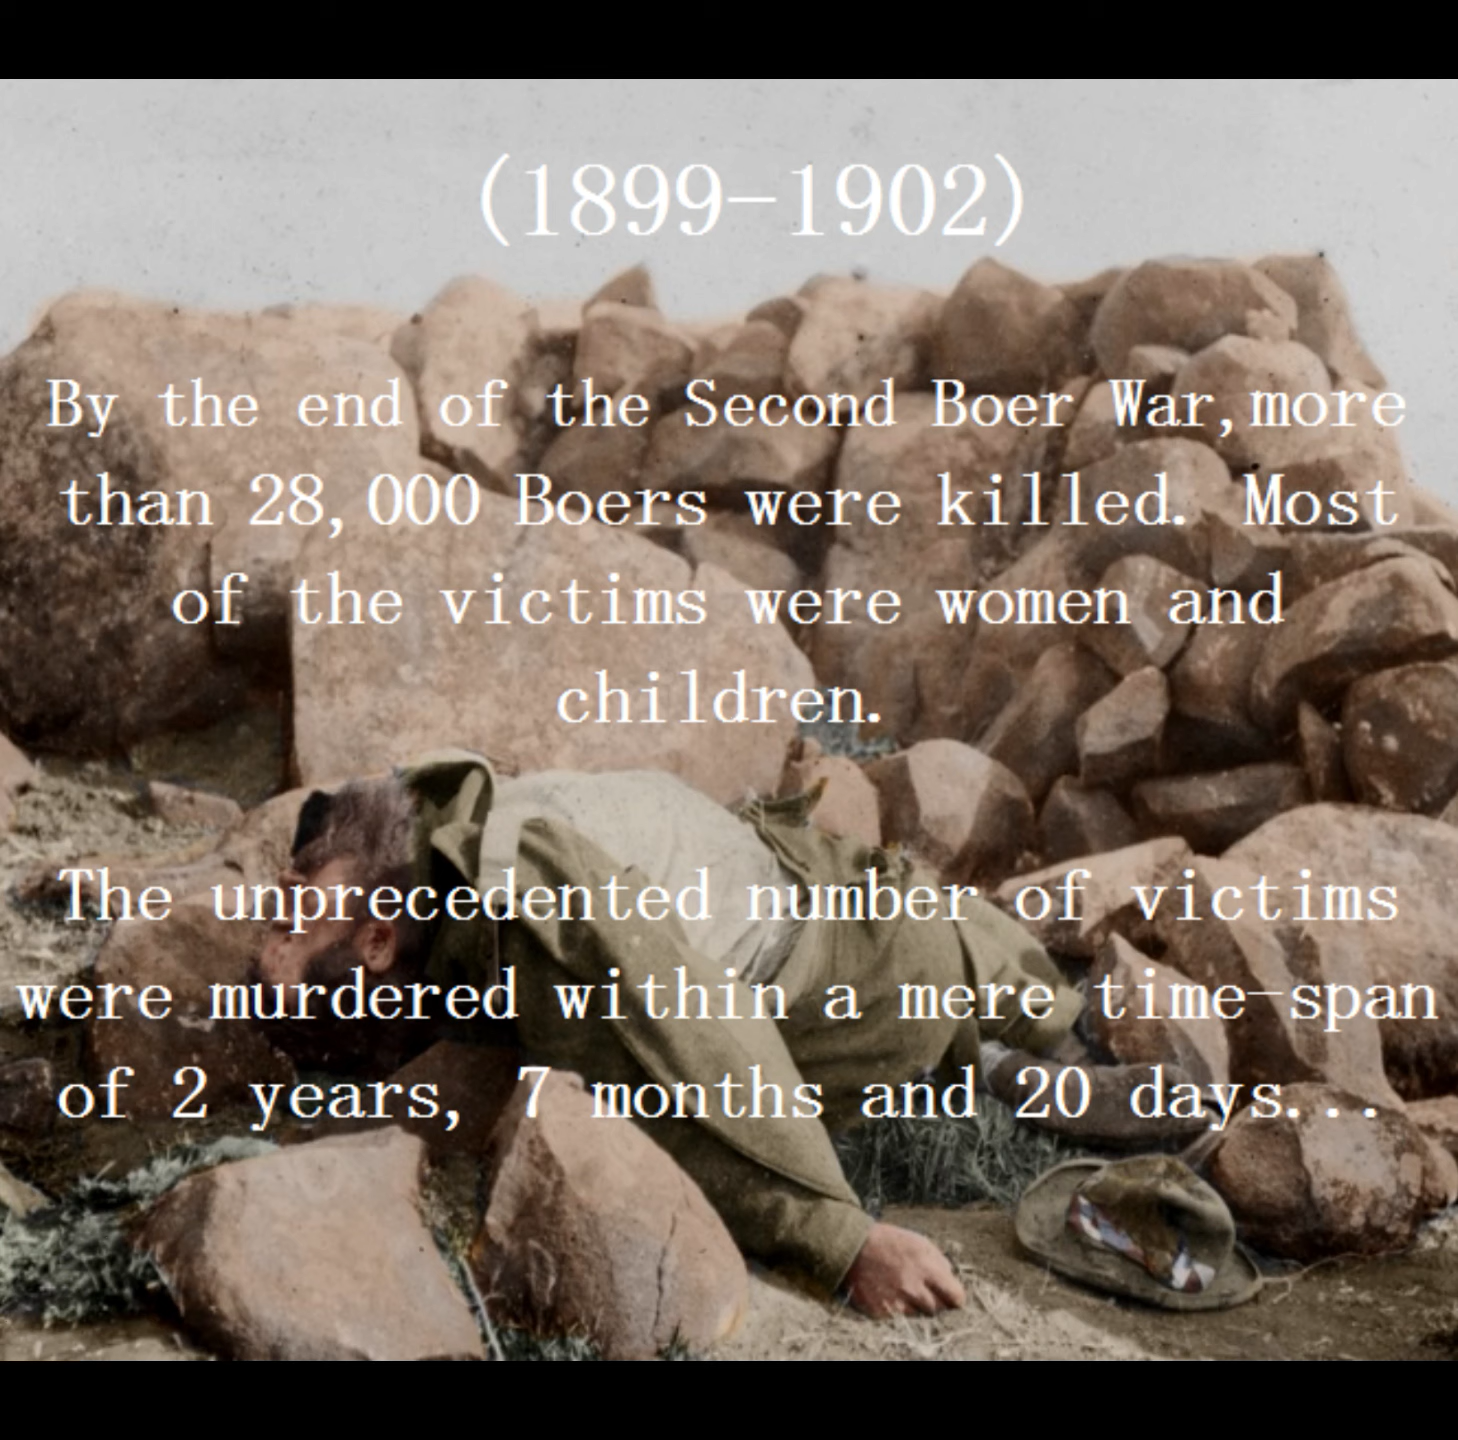 (1899-1902)
By the end of the Second Boer War,more
than 28,000 Boers were killed. Most
of the victims were women and
children.
The unprecedented number of victims
were murdered within a mere time-span
of 2 years, 7 months and 20 days...